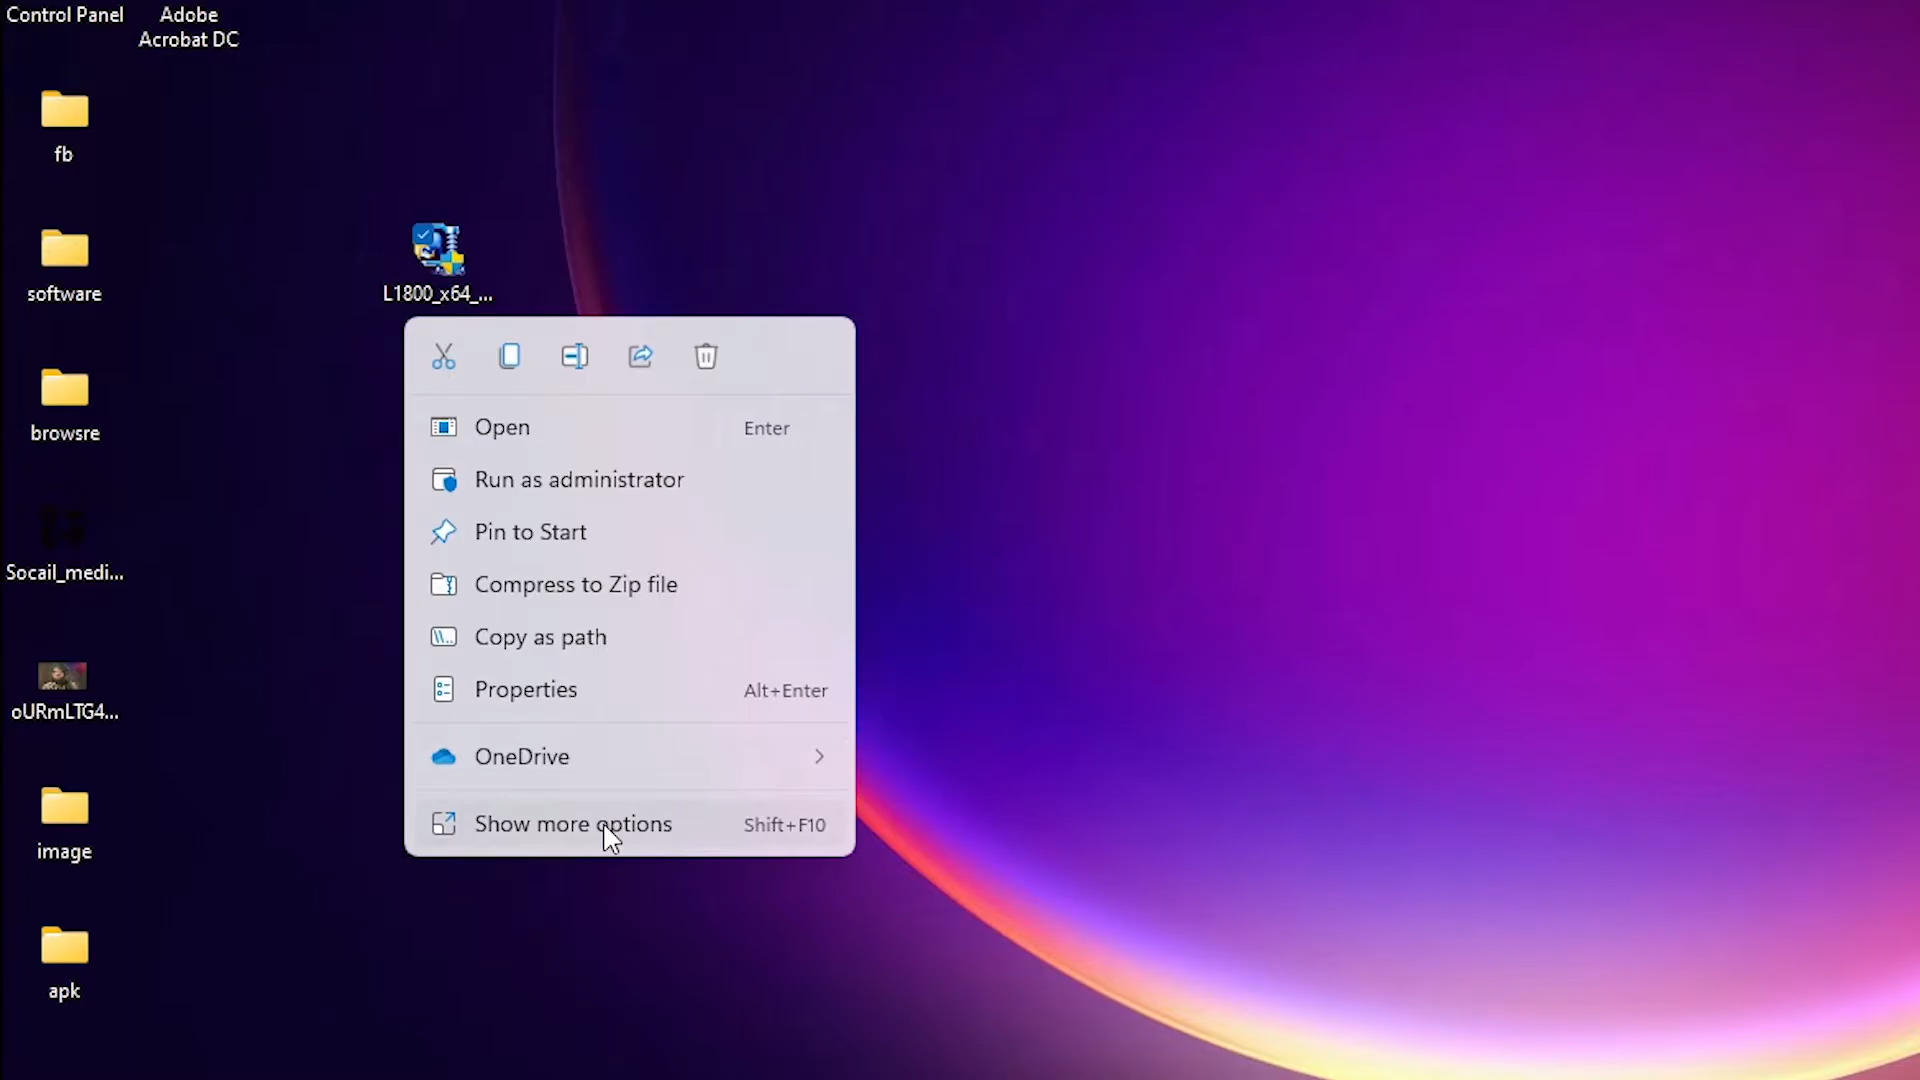 Control Panel
Adobe
Acrobat DC
fb
software
browsre
Socail_medi...
oURmLTG4...
image
apk
L1800_x64_...
Open Enter
Run as administrator
Pin to Start
Compress to Zip file
Copy as path
Properties Alt+Enter
OneDrive
Show more options Shift+F10